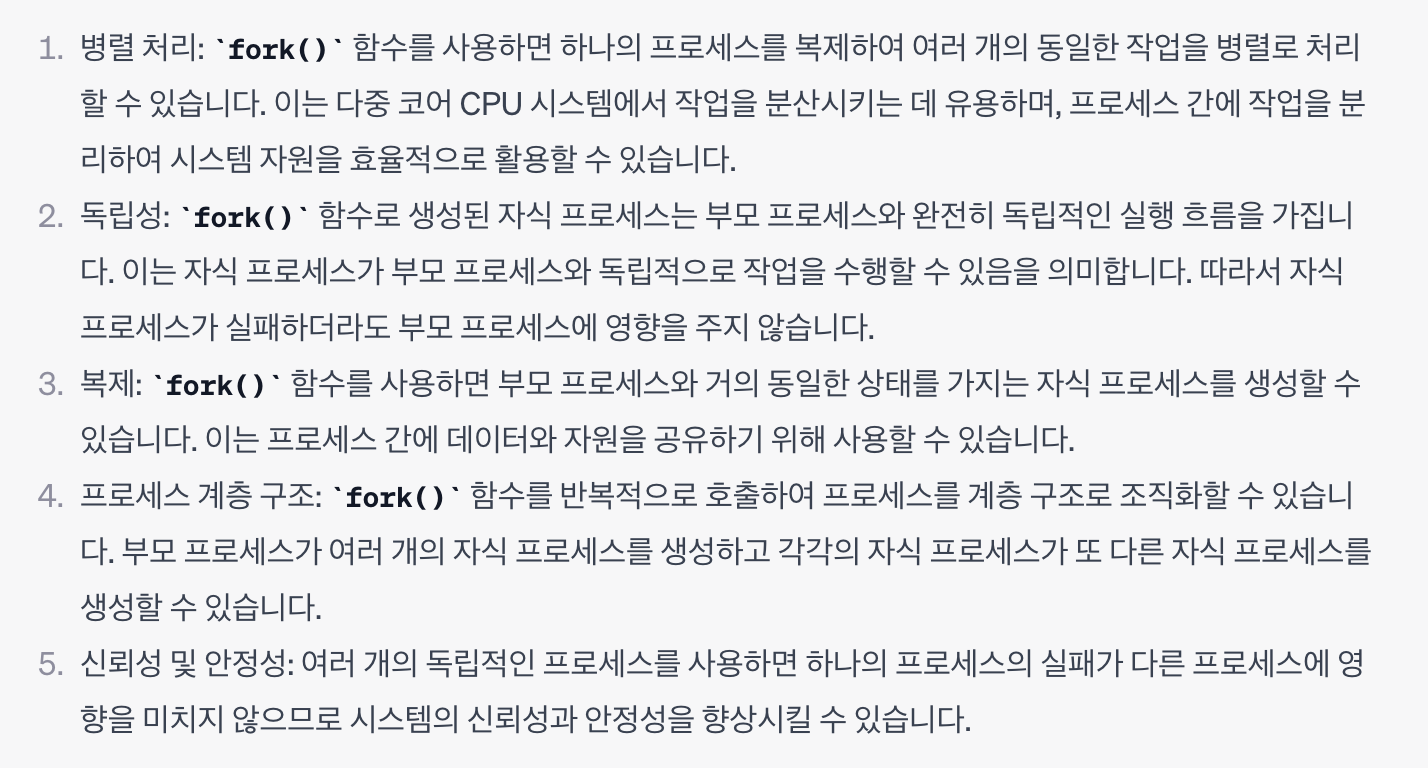 1. 병렬 처리: `fork()` 함수를 사용하면 하나의 프로세스를 복제하여 여러 개의 동일한 작업을 병렬로 처리
할 수 있습니다. 이는 다중 코어 CPU 시스템에서 작업을 분산시키는 데 유용하며, 프로세스 간에 작업을 분
리하여 시스템 자원을 효율적으로 활용할 수 있습니다.
2. 독립성: `fork()` 함수로 생성된 자식 프로세스는 부모 프로세스와 완전히 독립적인 실행 흐름을 가집니
다. 이는 자식 프로세스가 부모 프로세스와 독립적으로 작업을 수행할 수 있음을 의미합니다. 따라서 자식
프로세스가 실패하더라도 부모 프로세스에 영향을 주지 않습니다.
3. 복제: `fork()` 함수를 사용하면 부모 프로세스와 거의 동일한 상태를 가지는 자식 프로세스를 생성할 수
있습니다. 이는 프로세스 간에 데이터와 자원을 공유하기 위해 사용할 수 있습니다.
4. 프로세스 계층 구조: `fork()` 함수를 반복적으로 호출하여 프로세스를 계층 구조로 조직화할 수 있습니
다. 부모 프로세스가 여러 개의 자식 프로세스를 생성하고 각각의 자식 프로세스가 또 다른 자식 프로세스를
생성할 수 있습니다.
5. 신뢰성 및 안정성: 여러 개의 독립적인 프로세스를 사용하면 하나의 프로세스의 실패가 다른 프로세스에 영
향을 미치지 않으므로 시스템의 신뢰성과 안정성을 향상시킬 수 있습니다.